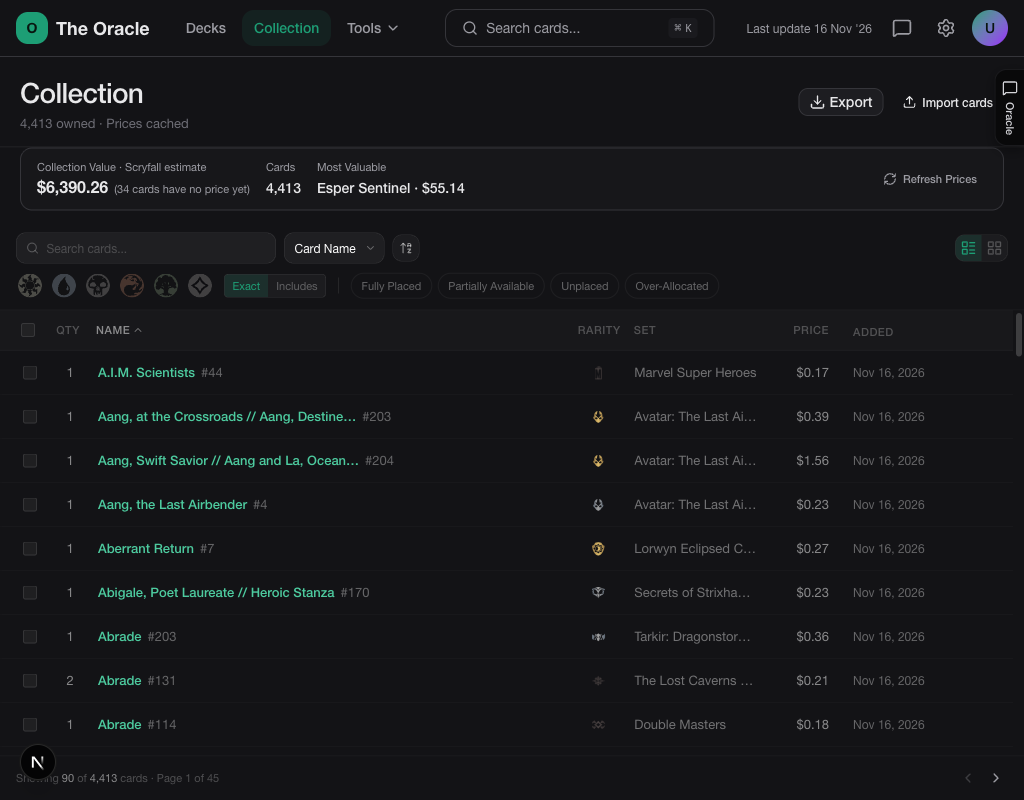 O The Oracle Decks Collection Tools Search cards... ⌘ K Last update 16 Nov '26 U
Collection
4,413 owned · Prices cached
Export Import cards
Oracle
Collection Value · Scryfall estimate Cards Most Valuable
$6,390.26 (34 cards have no price yet) 4,413 Esper Sentinel · $55.14
Refresh Prices
Search cards... Card Name
Exact Includes Fully Placed Partially Available Unplaced Over-Allocated
QTY NAME RARITY SET PRICE ADDED
1 A.I.M. Scientists #44 Marvel Super Heroes $0.17 Nov 16, 2026
1 Aang, at the Crossroads // Aang, Destine... #203 Avatar: The Last Ai... $0.39 Nov 16, 2026
1 Aang, Swift Savior // Aang and La, Ocean... #204 Avatar: The Last Ai... $1.56 Nov 16, 2026
1 Aang, the Last Airbender #4 Avatar: The Last Ai... $0.23 Nov 16, 2026
1 Aberrant Return #7 Lorwyn Eclipsed C... $0.27 Nov 16, 2026
1 Abigale, Poet Laureate // Heroic Stanza #170 Secrets of Strixha... $0.23 Nov 16, 2026
1 Abrade #203 Tarkir: Dragonstor... $0.36 Nov 16, 2026
2 Abrade #131 The Lost Caverns ... $0.21 Nov 16, 2026
1 Abrade #114 Double Masters $0.18 Nov 16, 2026
N
Showing 90 of 4,413 cards · Page 1 of 45